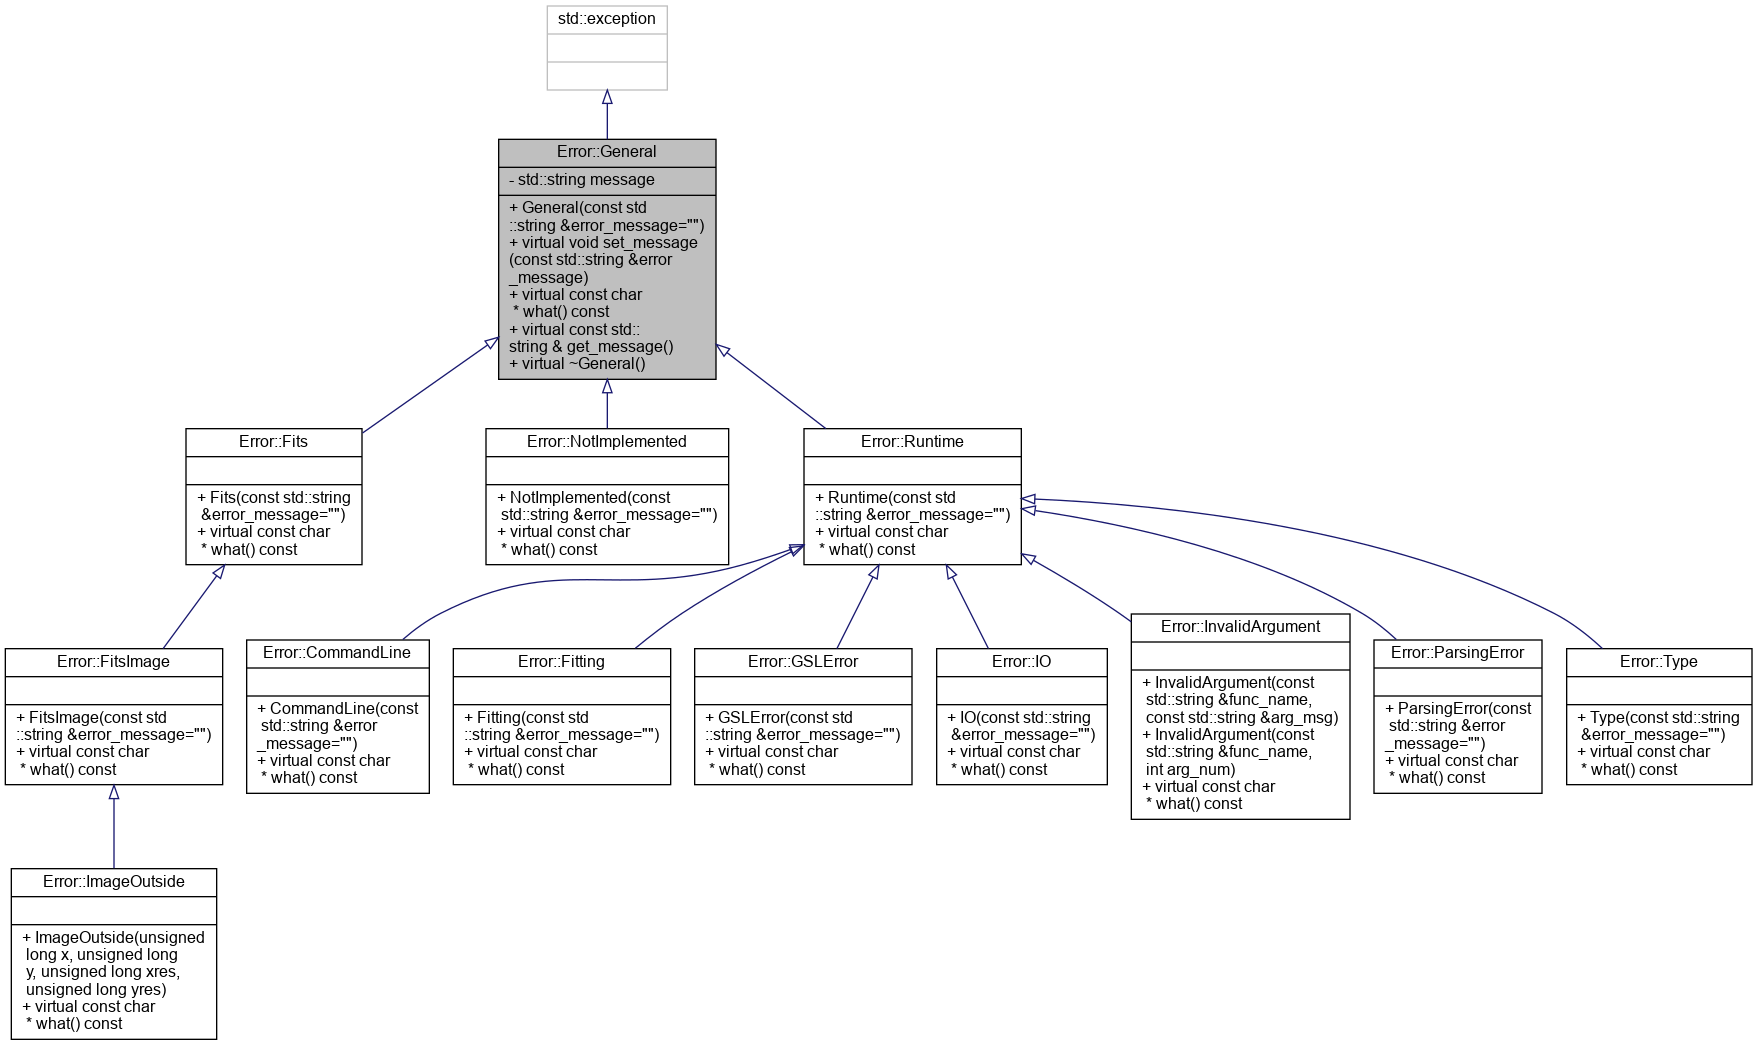 std::exception
Error::General
- std::string message
+ General(const std
::string &error_message="")
+ virtual void set_message
(const std::string &error
_message)
+ virtual const char
* what() const
+ virtual const std::
string & get_message()
+ virtual ~General()
Error::Fits
+ Fits(const std::string
&error_message="")
+ virtual const char
* what() const
Error::NotImplemented
+ NotImplemented(const
std::string &error_message="")
+ virtual const char
* what() const
Error::Runtime
+ Runtime(const std
::string &error_message="")
+ virtual const char
* what() const
Error::FitsImage
+ FitsImage(const std
::string &error_message="")
+ virtual const char
* what() const
Error::CommandLine
+ CommandLine(const
std::string &error
_message="")
+ virtual const char
* what() const
Error::Fitting
+ Fitting(const std
::string &error_message="")
+ virtual const char
* what() const
Error::GSLError
+ GSLError(const std
::string &error_message="")
+ virtual const char
* what() const
Error::IO
+ IO(const std::string
&error_message="")
+ virtual const char
* what() const
Error::InvalidArgument
+ InvalidArgument(const
std::string &func_name,
const std::string &arg_msg)
+ InvalidArgument(const
std::string &func_name,
int arg_num)
+ virtual const char
* what() const
Error::ParsingError
+ ParsingError(const
std::string &error
_message="")
+ virtual const char
* what() const
Error::Type
+ Type(const std::string
&error_message="")
+ virtual const char
* what() const
Error::ImageOutside
+ ImageOutside(unsigned
long x, unsigned long
y, unsigned long xres,
unsigned long yres)
+ virtual const char
* what() const